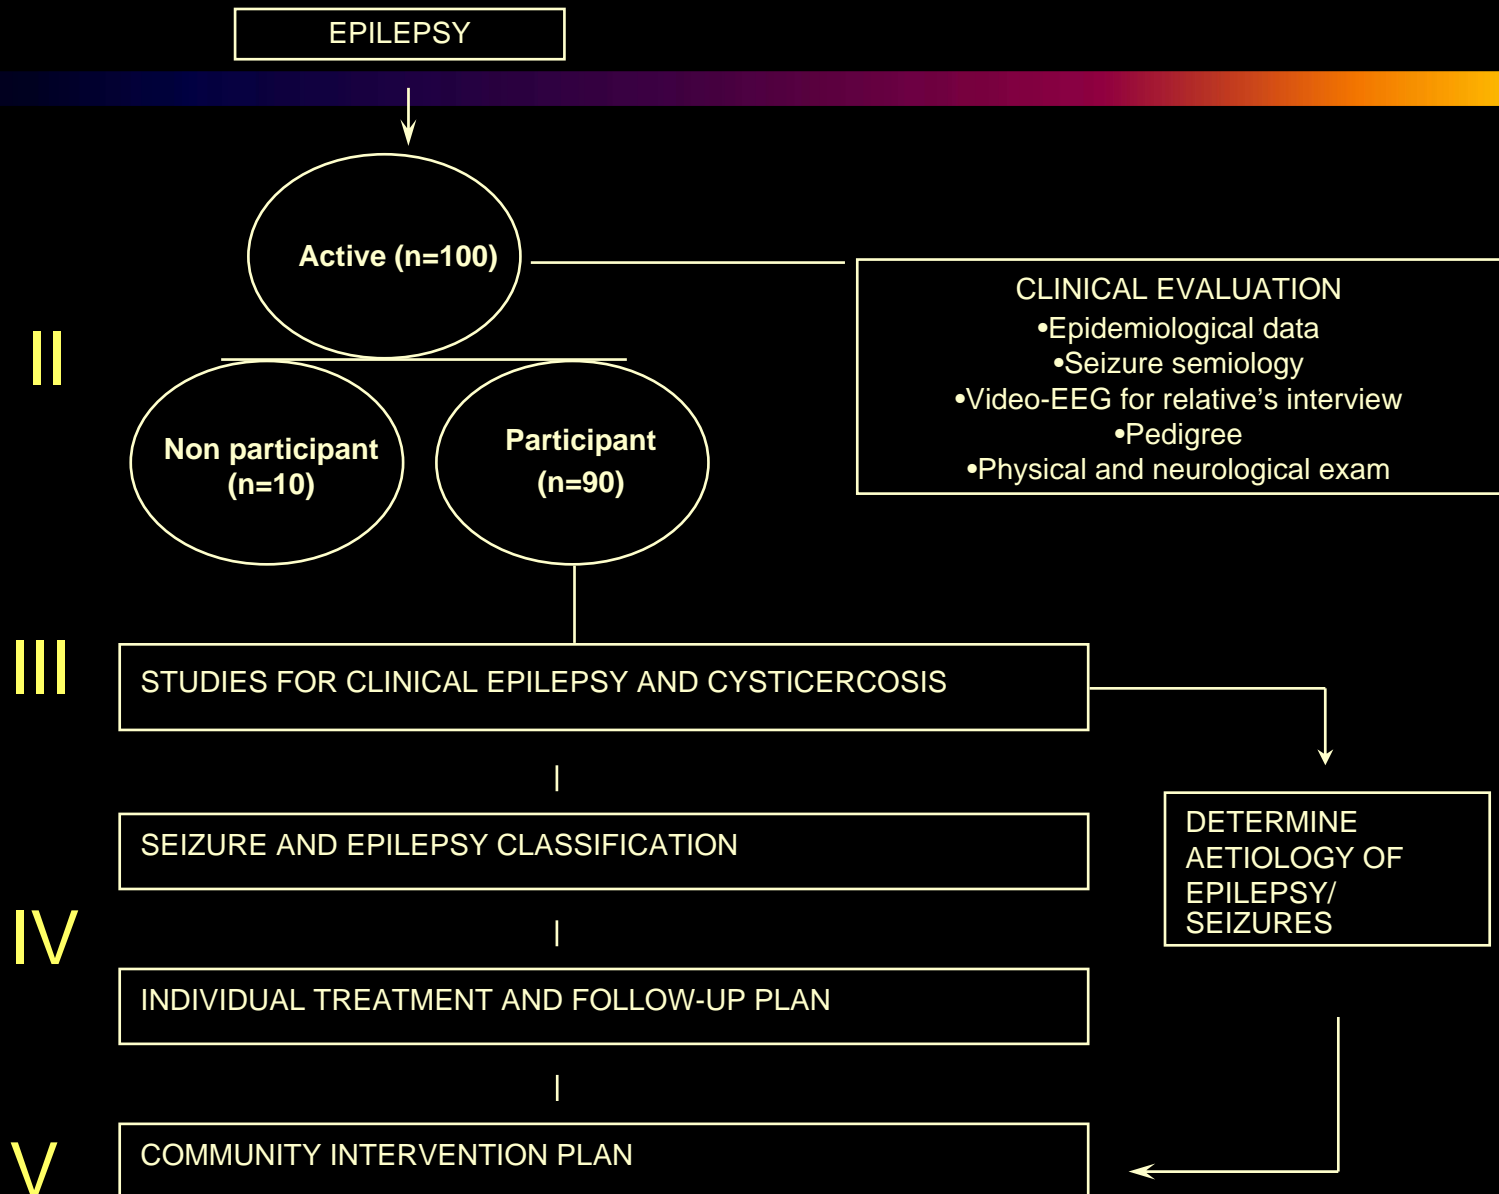 EPILEPSY
Active (n=100)
CLINICAL EVALUATION
•Epidemiological data
•Seizure semiology
•Video-EEG for relative's interview
•Pedigree
•Physical and neurological exam
II
Non participant
(n=10)
Participant
(n=90)
III
STUDIES FOR CLINICAL EPILEPSY AND CYSTICERCOSIS
SEIZURE AND EPILEPSY CLASSIFICATION
DETERMINE
AETIOLOGY OF
EPILEPSY/
SEIZURES
IV
INDIVIDUAL TREATMENT AND FOLLOW-UP PLAN
V
COMMUNITY INTERVENTION PLAN